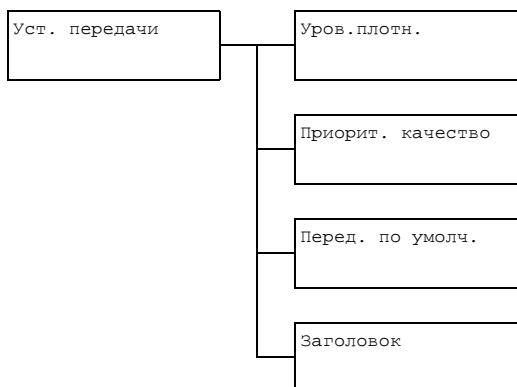 Уст. передачи
Уров.плотн.
Приорит. качество
Перед. по умолч.
Заголовок